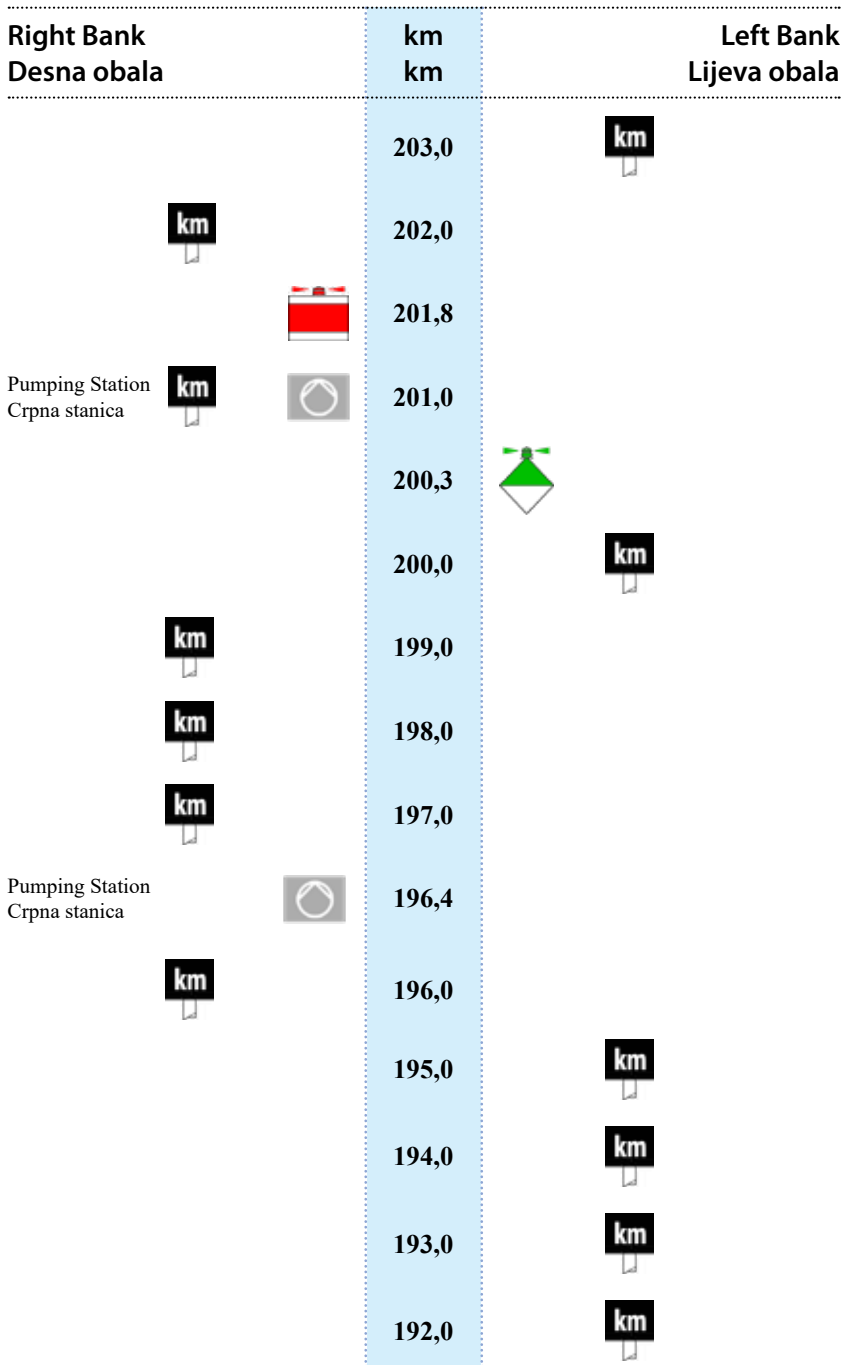 Right Bank km Left Bank
Desna obala km Lijeva obala
203,0 km
km 202,0
201,8
Pumping Station km 201,0
Crpna stanica
200,3
200,0 km
km 199,0
km 198,0
km 197,0
Pumping Station 196,4
Crpna stanica
km 196,0
195,0 km
194,0 km
193,0 km
192,0 km